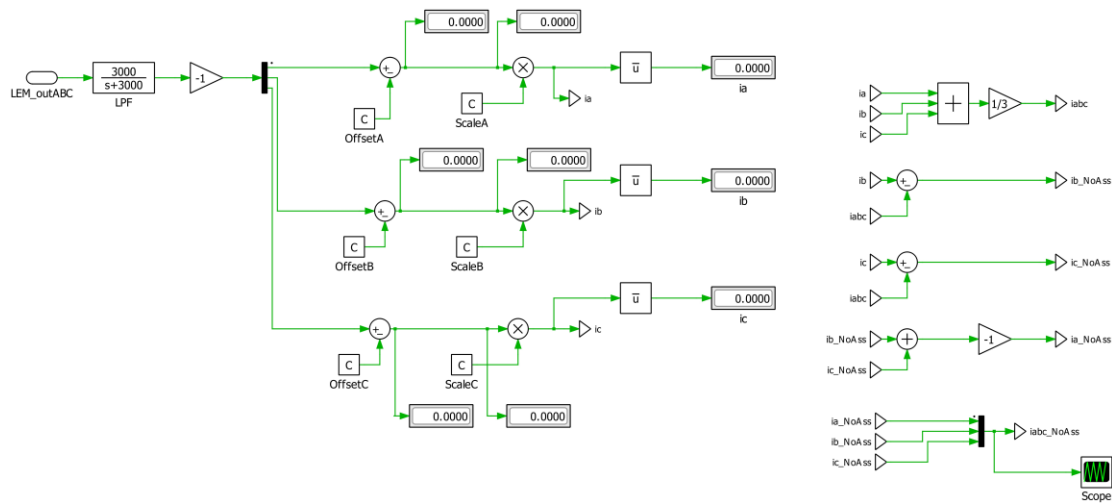 0.0000
0.0000
LEM_outABC
3000
s+3000
LPF
-1
+
-
×
u
0.0000
ia
C
OffsetA
C
ScaleA
ia
0.0000
0.0000
+
-
×
u
0.0000
ib
C
OffsetB
C
ScaleB
ib
+
-
×
u
0.0000
ic
C
OffsetC
C
ScaleC
ic
0.0000
0.0000
ia
ib
ic
+
1/3
iabc
ib
iabc
+
-
ib_NoAss
ic
iabc
+
-
ic_NoAss
ib_NoAss
ic_NoAss
+
-1
ia_NoAss
ia_NoAss
ib_NoAss
ic_NoAss
iabc_NoAss
Scope